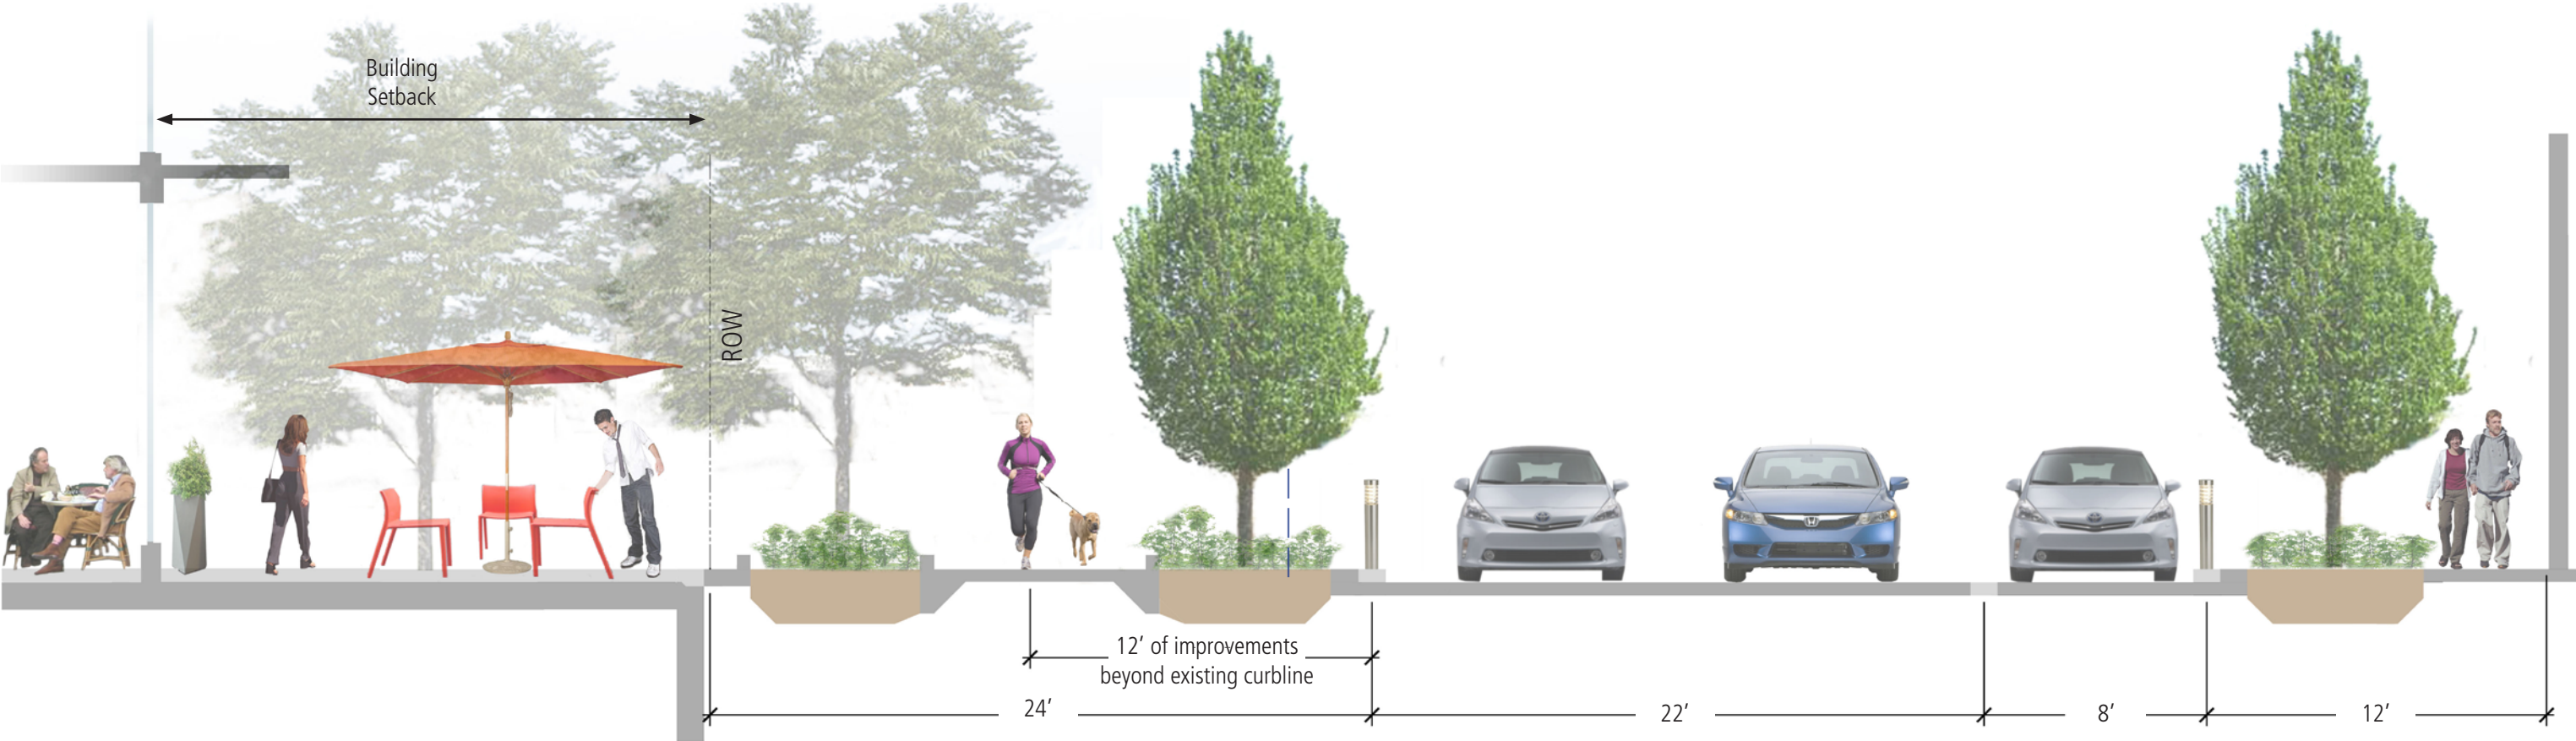 Building
Setback
ROW
12’ of improvements
beyond existing curbline
24’
22’
8’
12’